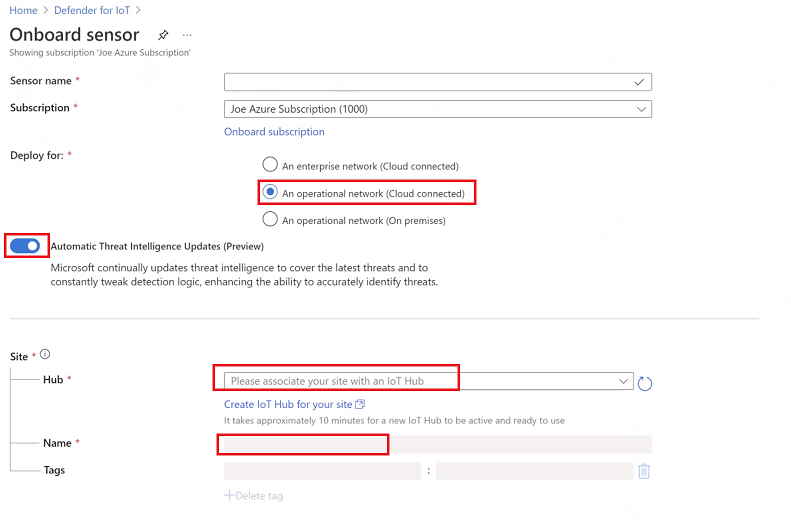 Home > Defender for IoT >
Onboard sensor ...
Showing subscription 'Joe Azure Subscription'
Sensor name *
Subscription * Joe Azure Subscription (1000)
Onboard subscription
Deploy for: *
An enterprise network (Cloud connected)
An operational network (Cloud connected)
An operational network (On premises)
Automatic Threat Intelligence Updates (Preview)
Microsoft continually updates threat intelligence to cover the latest threats and to
constantly tweak detection logic, enhancing the ability to accurately identify threats.
Site *
Hub * Please associate your site with an IoT Hub
Create IoT Hub for your site
It takes approximately 10 minutes for a new IoT Hub to be active and ready to use
Name *
Tags :
+Delete tag